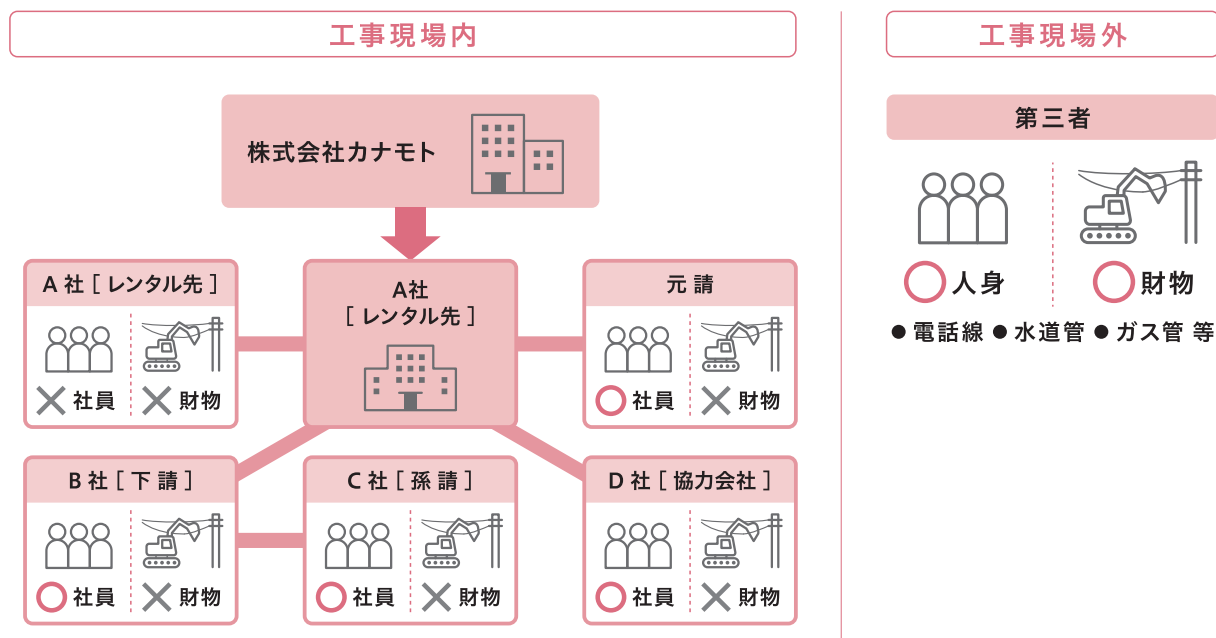 工事現場内
株式会社カナモト
A社[レンタル先]
×社員 ×財物
A社
[レンタル先]
元請
○社員 ×財物
B社[下請]
○社員 ×財物
C社[孫請]
○社員 ×財物
D社[協力会社]
○社員 ×財物
工事現場外
第三者
○人身 ○財物
●電話線●水道管●ガス管 等